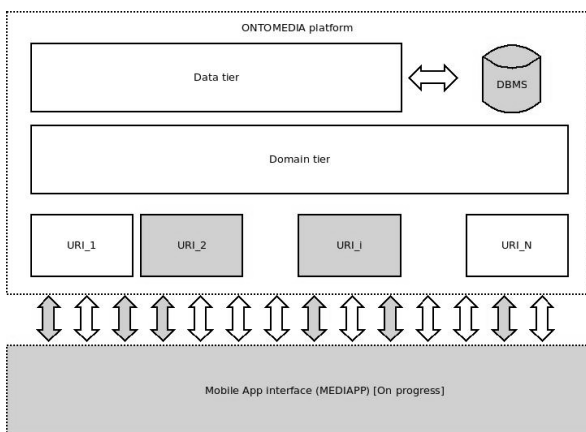 ONTOMEDIA platform
Data tier
DBMS
Domain tier
URI_1
URI_2
URI_i
URI_N
Mobile App interface (MEDIAPP) [On progress]